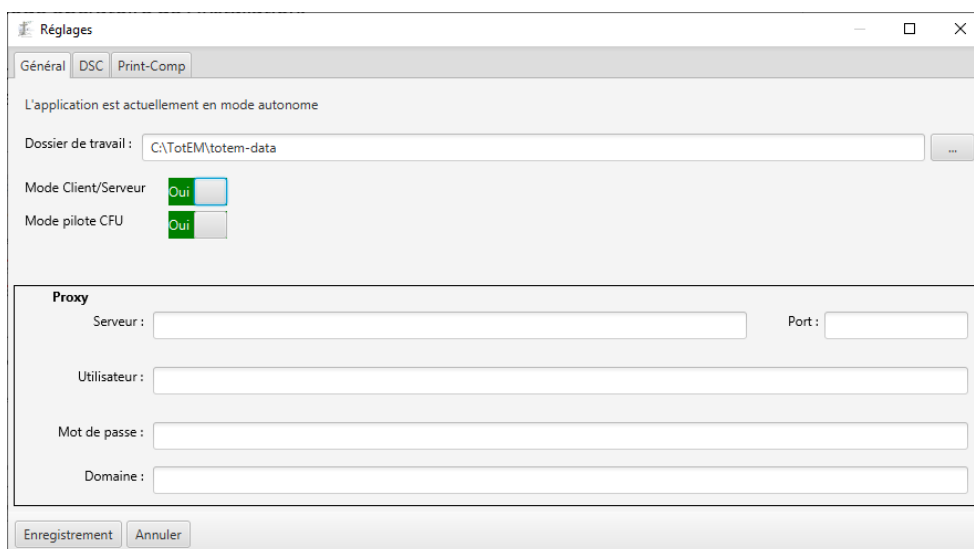 Réglages
Général DSC Print-Comp
L'application est actuellement en mode autonome
Dossier de travail : C:\TotEM\totem-data ...
Mode Client/Serveur Oui
Mode pilote CFU Oui
Proxy
Serveur : Port :
Utilisateur :
Mot de passe :
Domaine :
Enregistrement Annuler